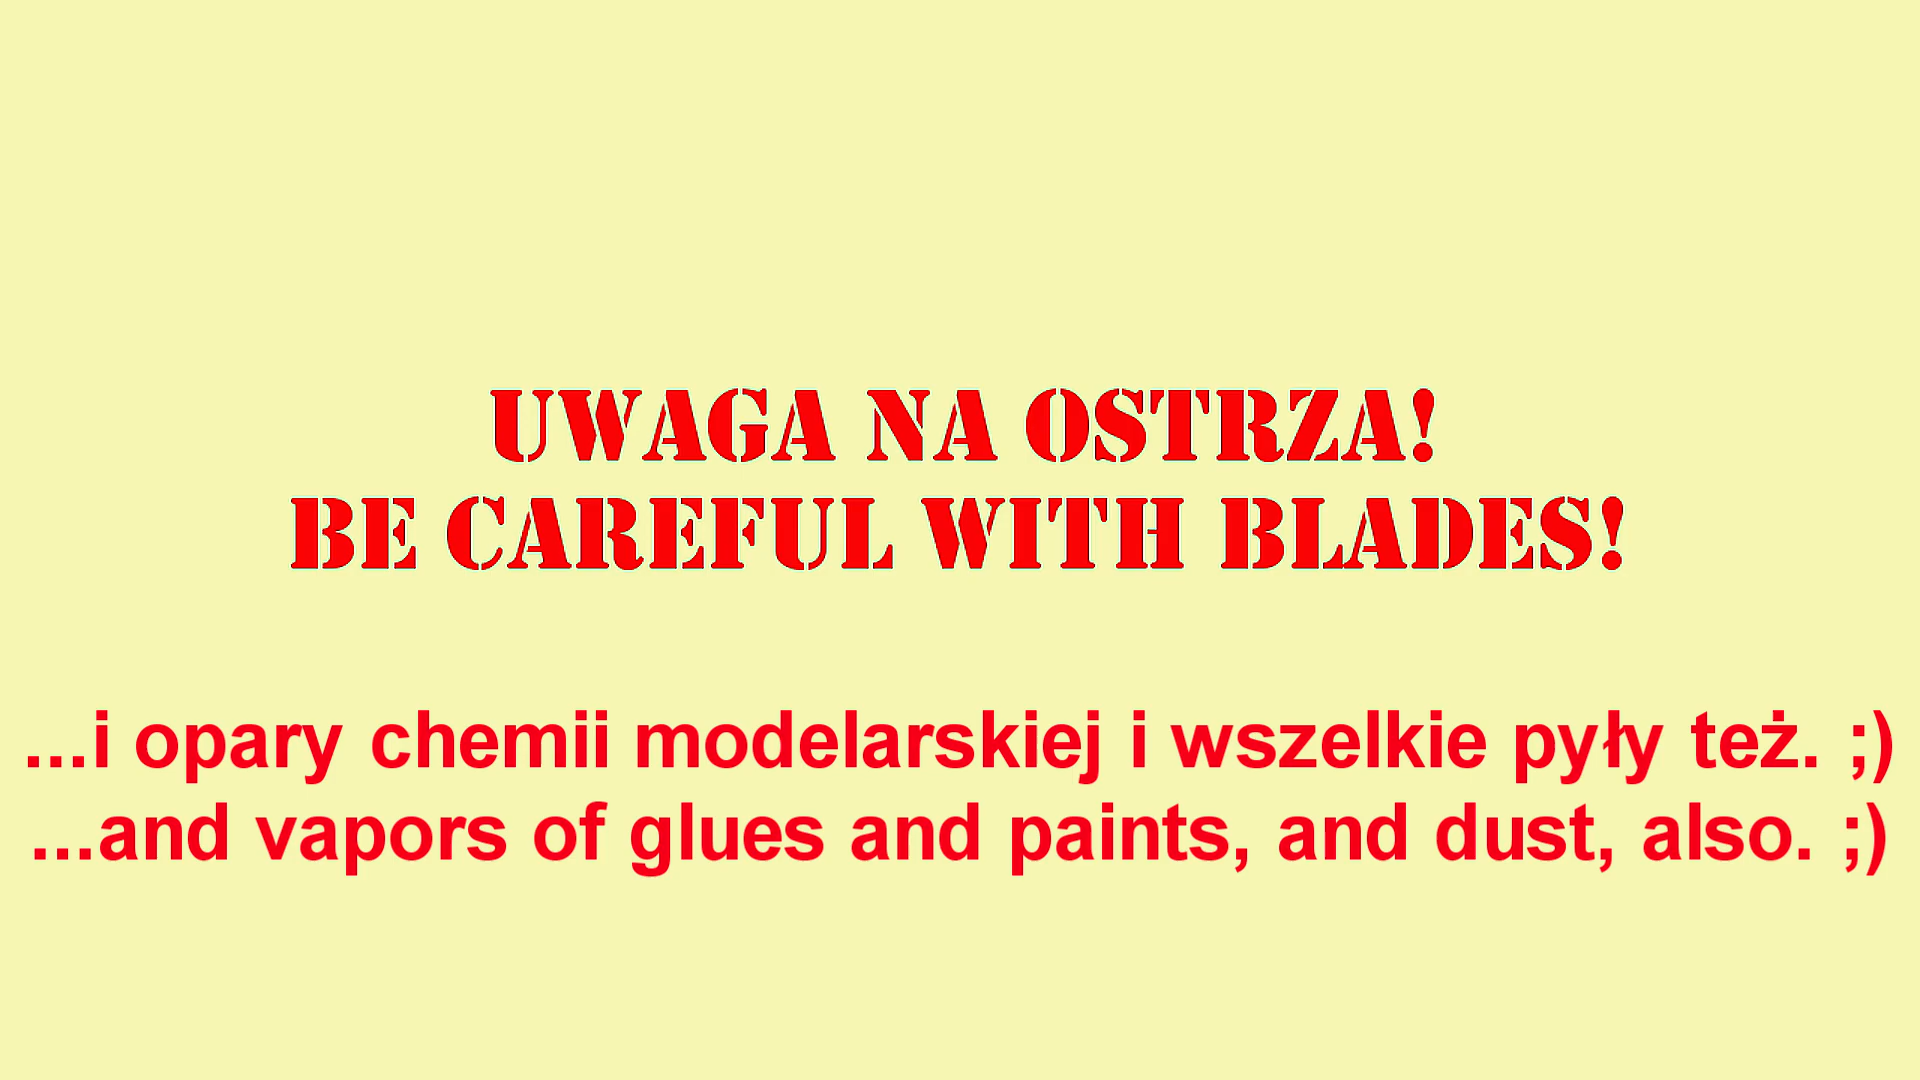 UWAGA NA OSTRZA!
BE CAREFUL WITH BLADES!
...i opary chemii modelarskiej i wszelkie pyły też. ;)
...and vapors of glues and paints, and dust, also. ;)